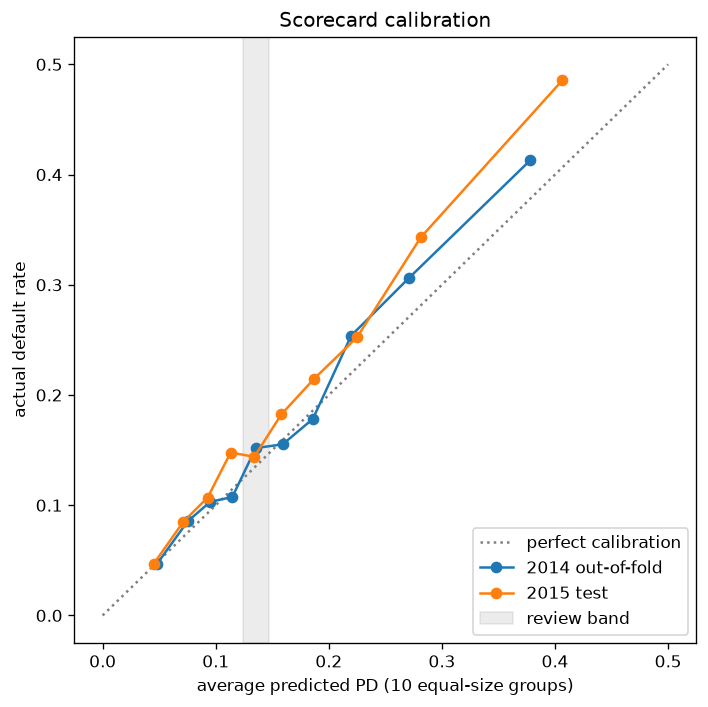 Scorecard calibration
actual default rate
0.5
0.4
0.3
0.2
0.1
0.0
perfect calibration
2014 out-of-fold
2015 test
review band
0.0 0.1 0.2 0.3 0.4 0.5
average predicted PD (10 equal-size groups)